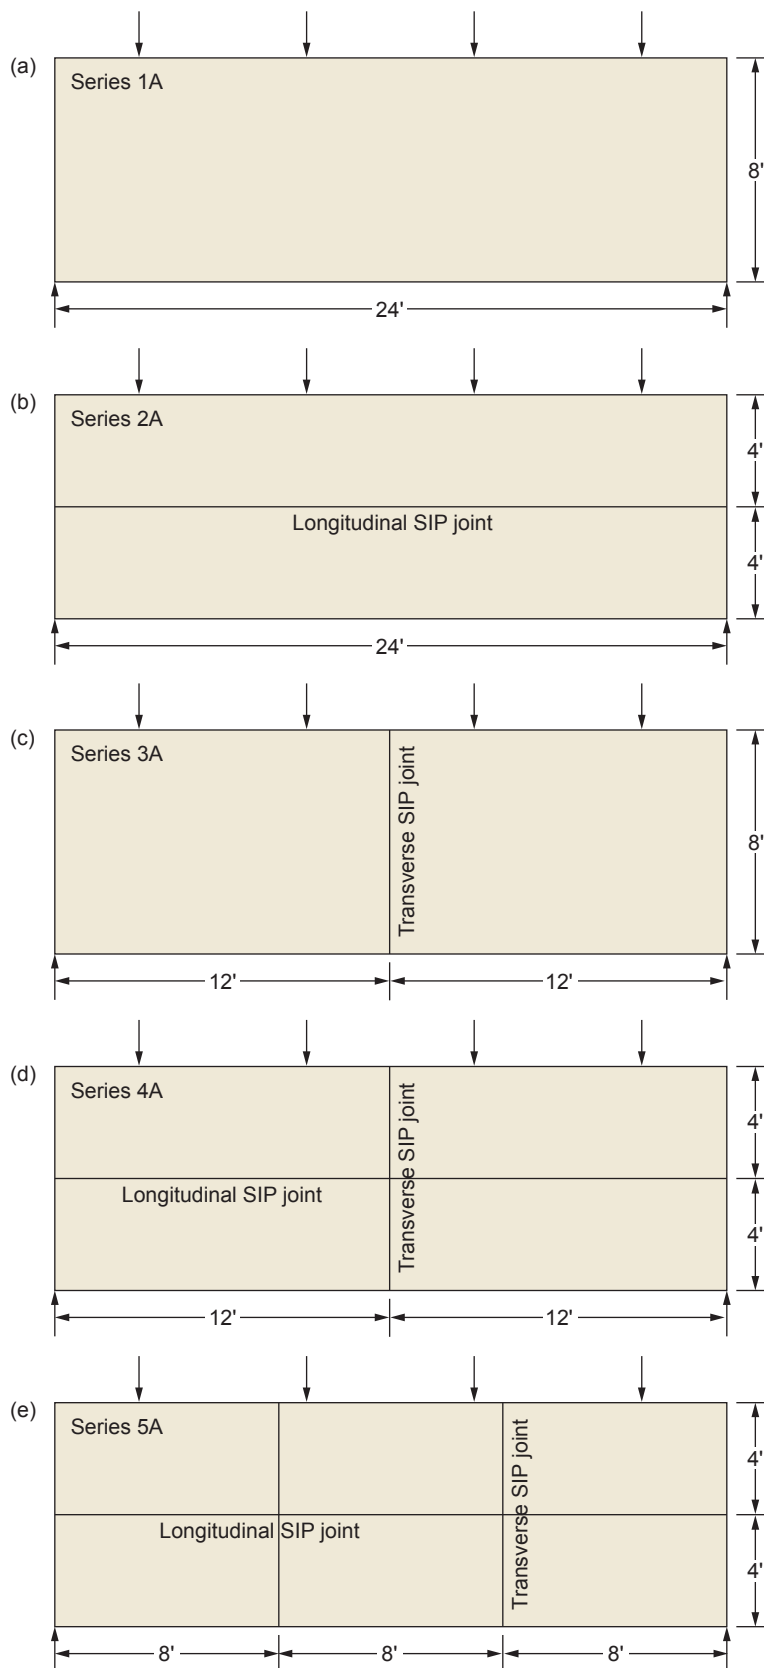 (a)
Series 1A
8'
24'
(b)
Series 2A
4'
Longitudinal SIP joint
4'
24'
(c)
Series 3A
Transverse SIP joint
8'
12'
12'
(d)
Series 4A
4'
Transverse SIP joint
Longitudinal SIP joint
4'
12'
12'
(e)
Series 5A
4'
Transverse SIP joint
Longitudinal SIP joint
4'
8'
8'
8'